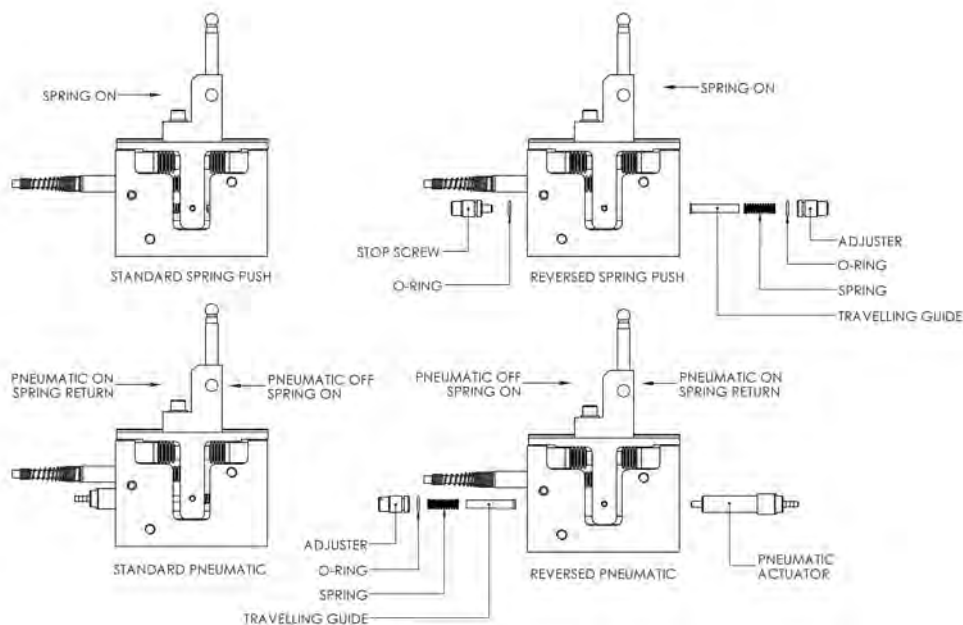 SPRING ON
SPRING ON
STOP SCREW
O-RING
ADJUSTER
O-RING
SPRING
TRAVELLING GUIDE
STANDARD SPRING PUSH
REVERSED SPRING PUSH
PNEUMATIC ON
SPRING RETURN
PNEUMATIC OFF
SPRING ON
PNEUMATIC OFF
SPRING ON
PNEUMATIC ON
SPRING RETURN
ADJUSTER
O-RING
SPRING
TRAVELLING GUIDE
PNEUMATIC
ACTUATOR
STANDARD PNEUMATIC
REVERSED PNEUMATIC